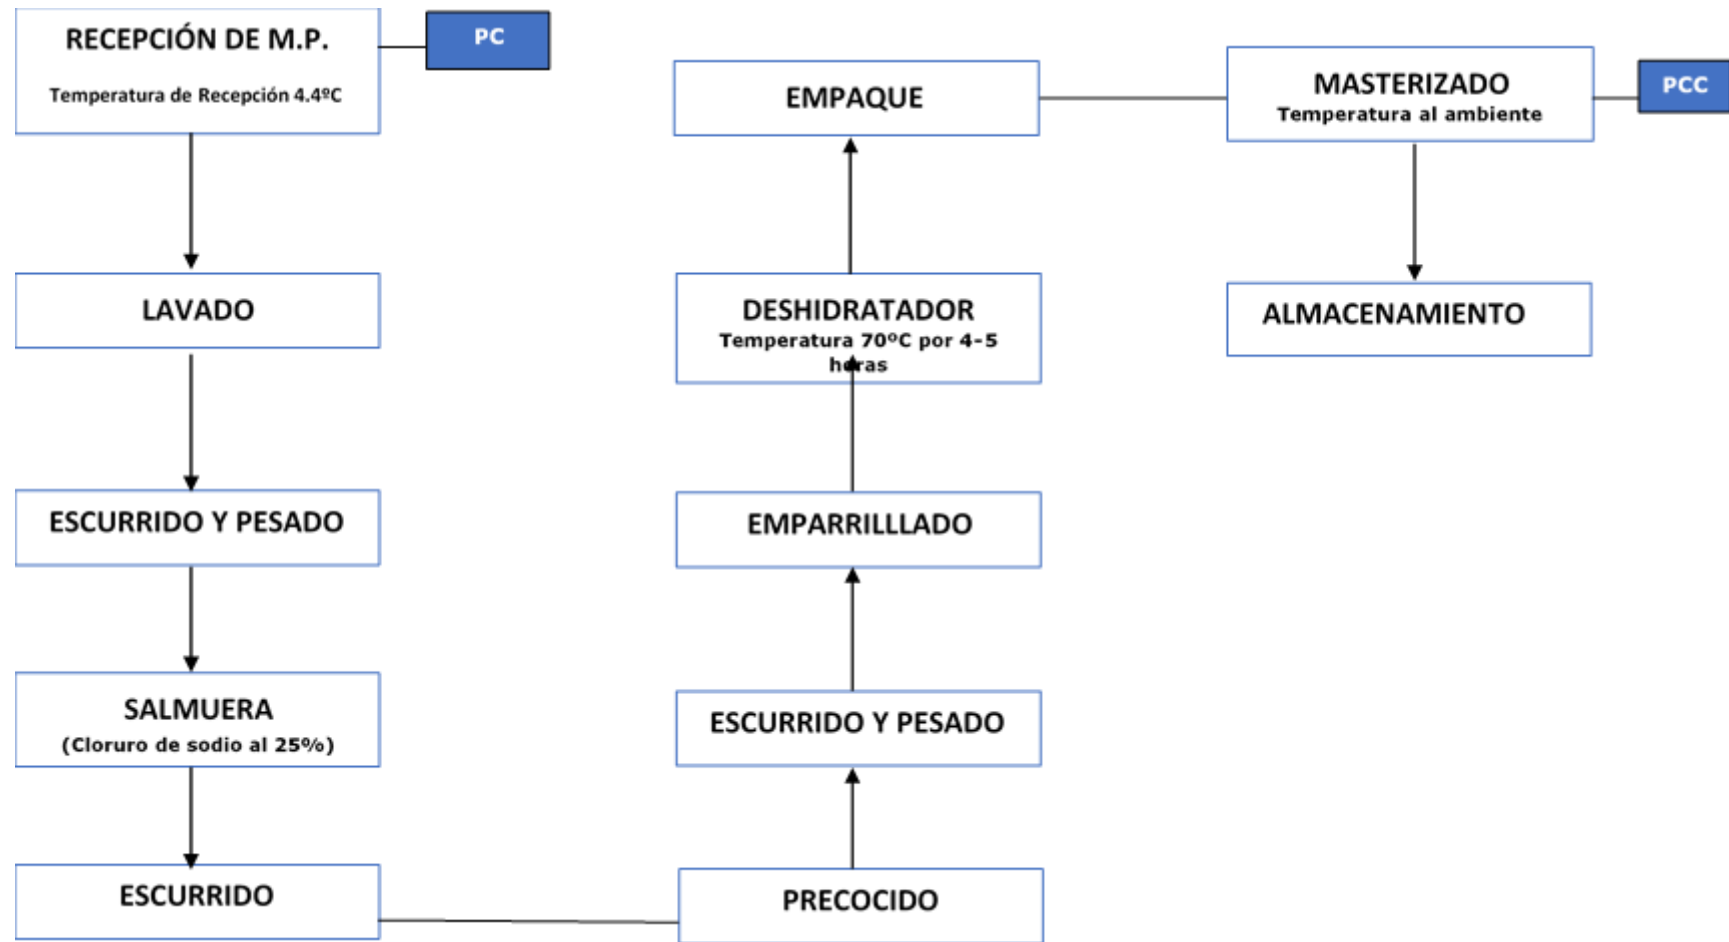 RECEPCIÓN DE M.P.
Temperatura de Recepción 4.4ºC
PC
LAVADO
ESCURRIDO Y PESADO
SALMUERA
(Cloruro de sodio al 25%)
ESCURRIDO
PRECOCIDO
ESCURRIDO Y PESADO
EMPARRILLLADO
DESHIDRATADOR
Temperatura 70ºC por 4-5
horas
EMPAQUE
MASTERIZADO
Temperatura al ambiente
PCC
ALMACENAMIENTO